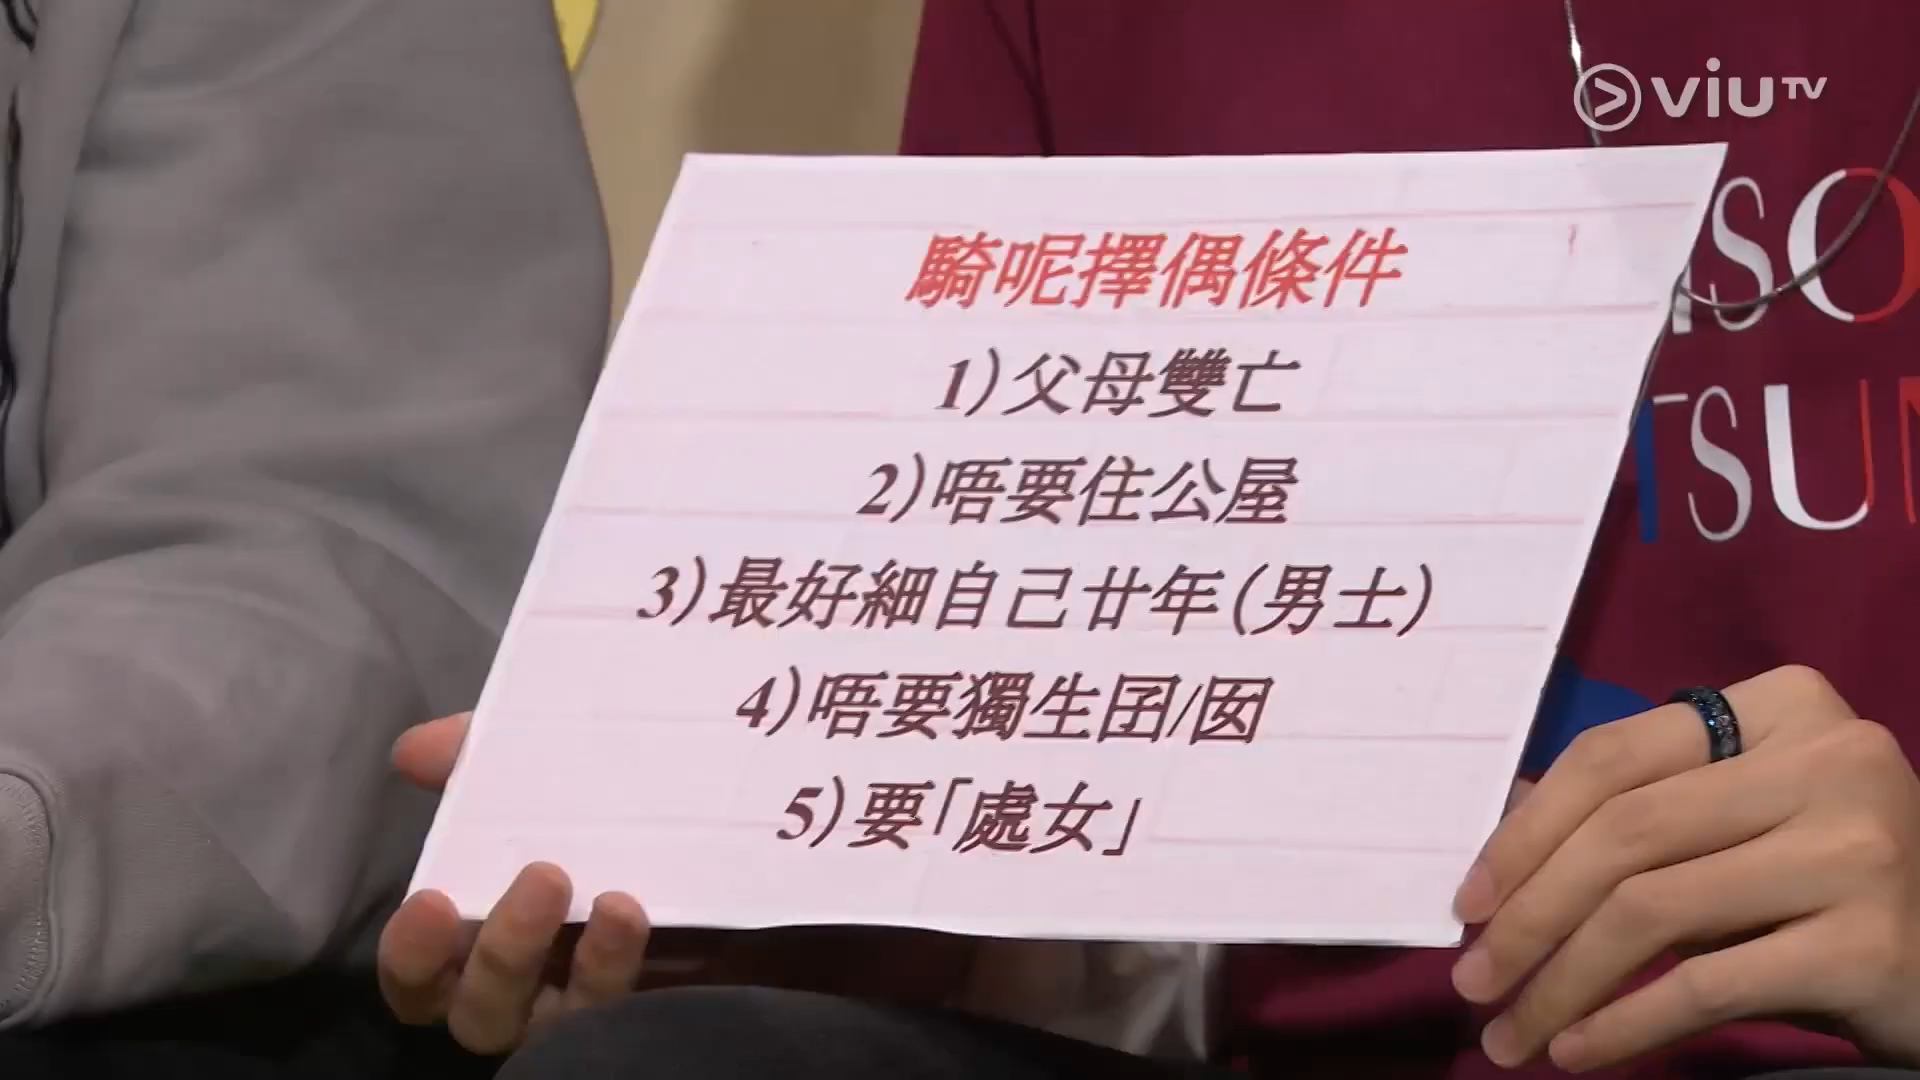 viuTV
騎呢擇偶條件
1)父母雙亡
2)唔要住公屋
3)最好細自己廿年(男士)
4)唔要獨生囝/囡
5)要「處女」